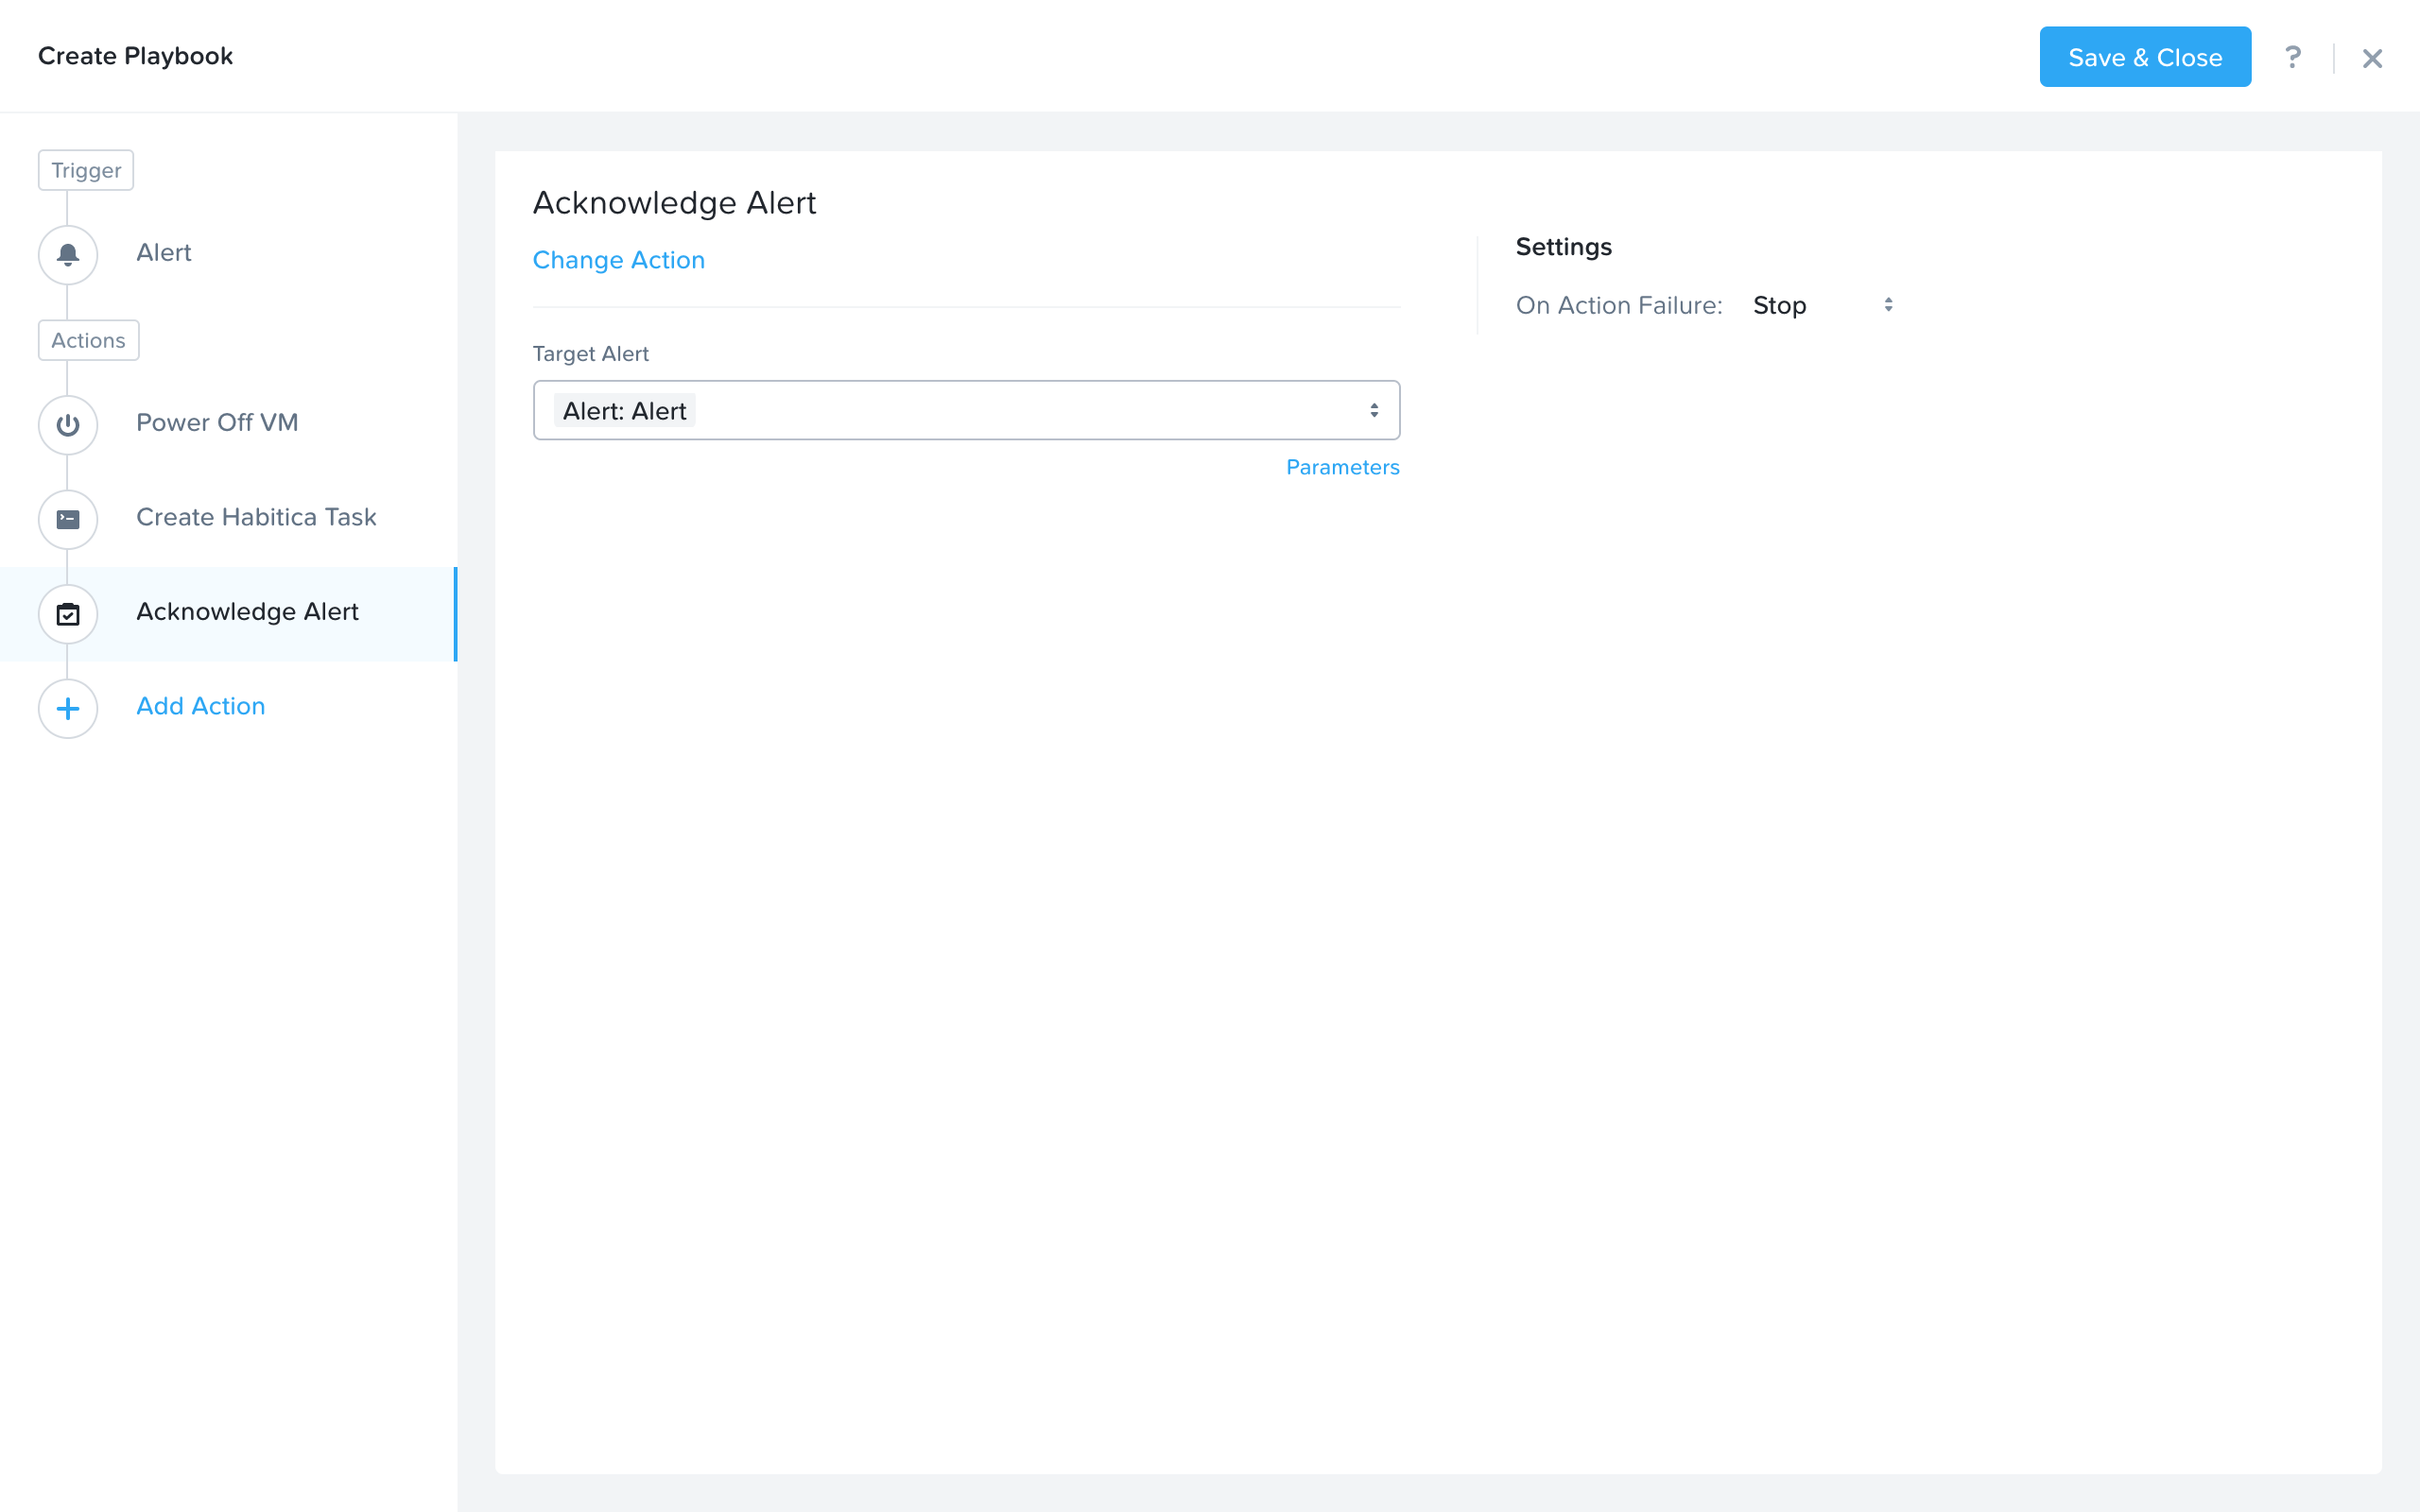 Create Playbook
Save & Close
?
Trigger
Alert
Actions
Power Off VM
Create Habitica Task
Acknowledge Alert
Add Action
Acknowledge Alert
Change Action
Target Alert
Alert: Alert
Parameters
Settings
On Action Failure: Stop